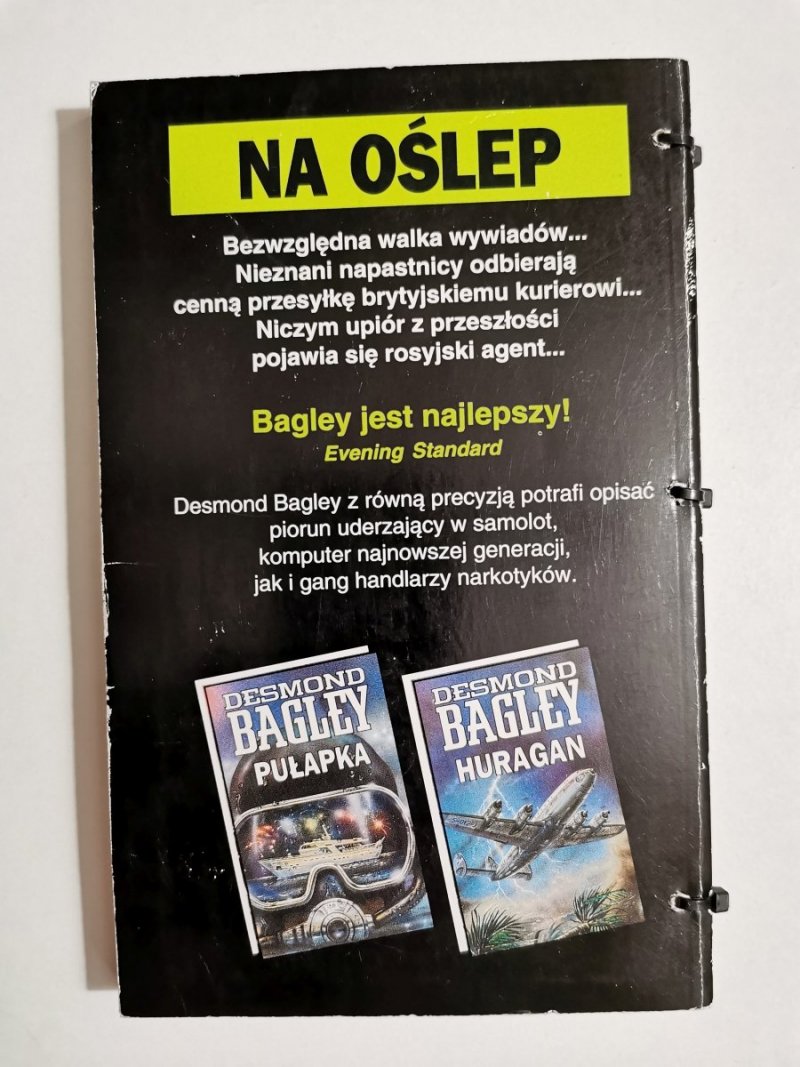 NA OŚLEP
Bezwzględna walka wywiadów...
Nieznani napastnicy odbierają
cenną przesyłkę brytyjskiemu kurierowi...
Niczym upiór z przeszłości
pojawia się rosyjski agent...
Bagley jest najlepszy!
Evening Standard
Desmond Bagley z równą precyzją potrafi opisać
piorun uderzający w samolot,
komputer najnowszej generacji,
jak i gang handlarzy narkotyków.
DESMOND
BAGLEY
PUŁAPKA
DESMOND
BAGLEY
HURAGAN